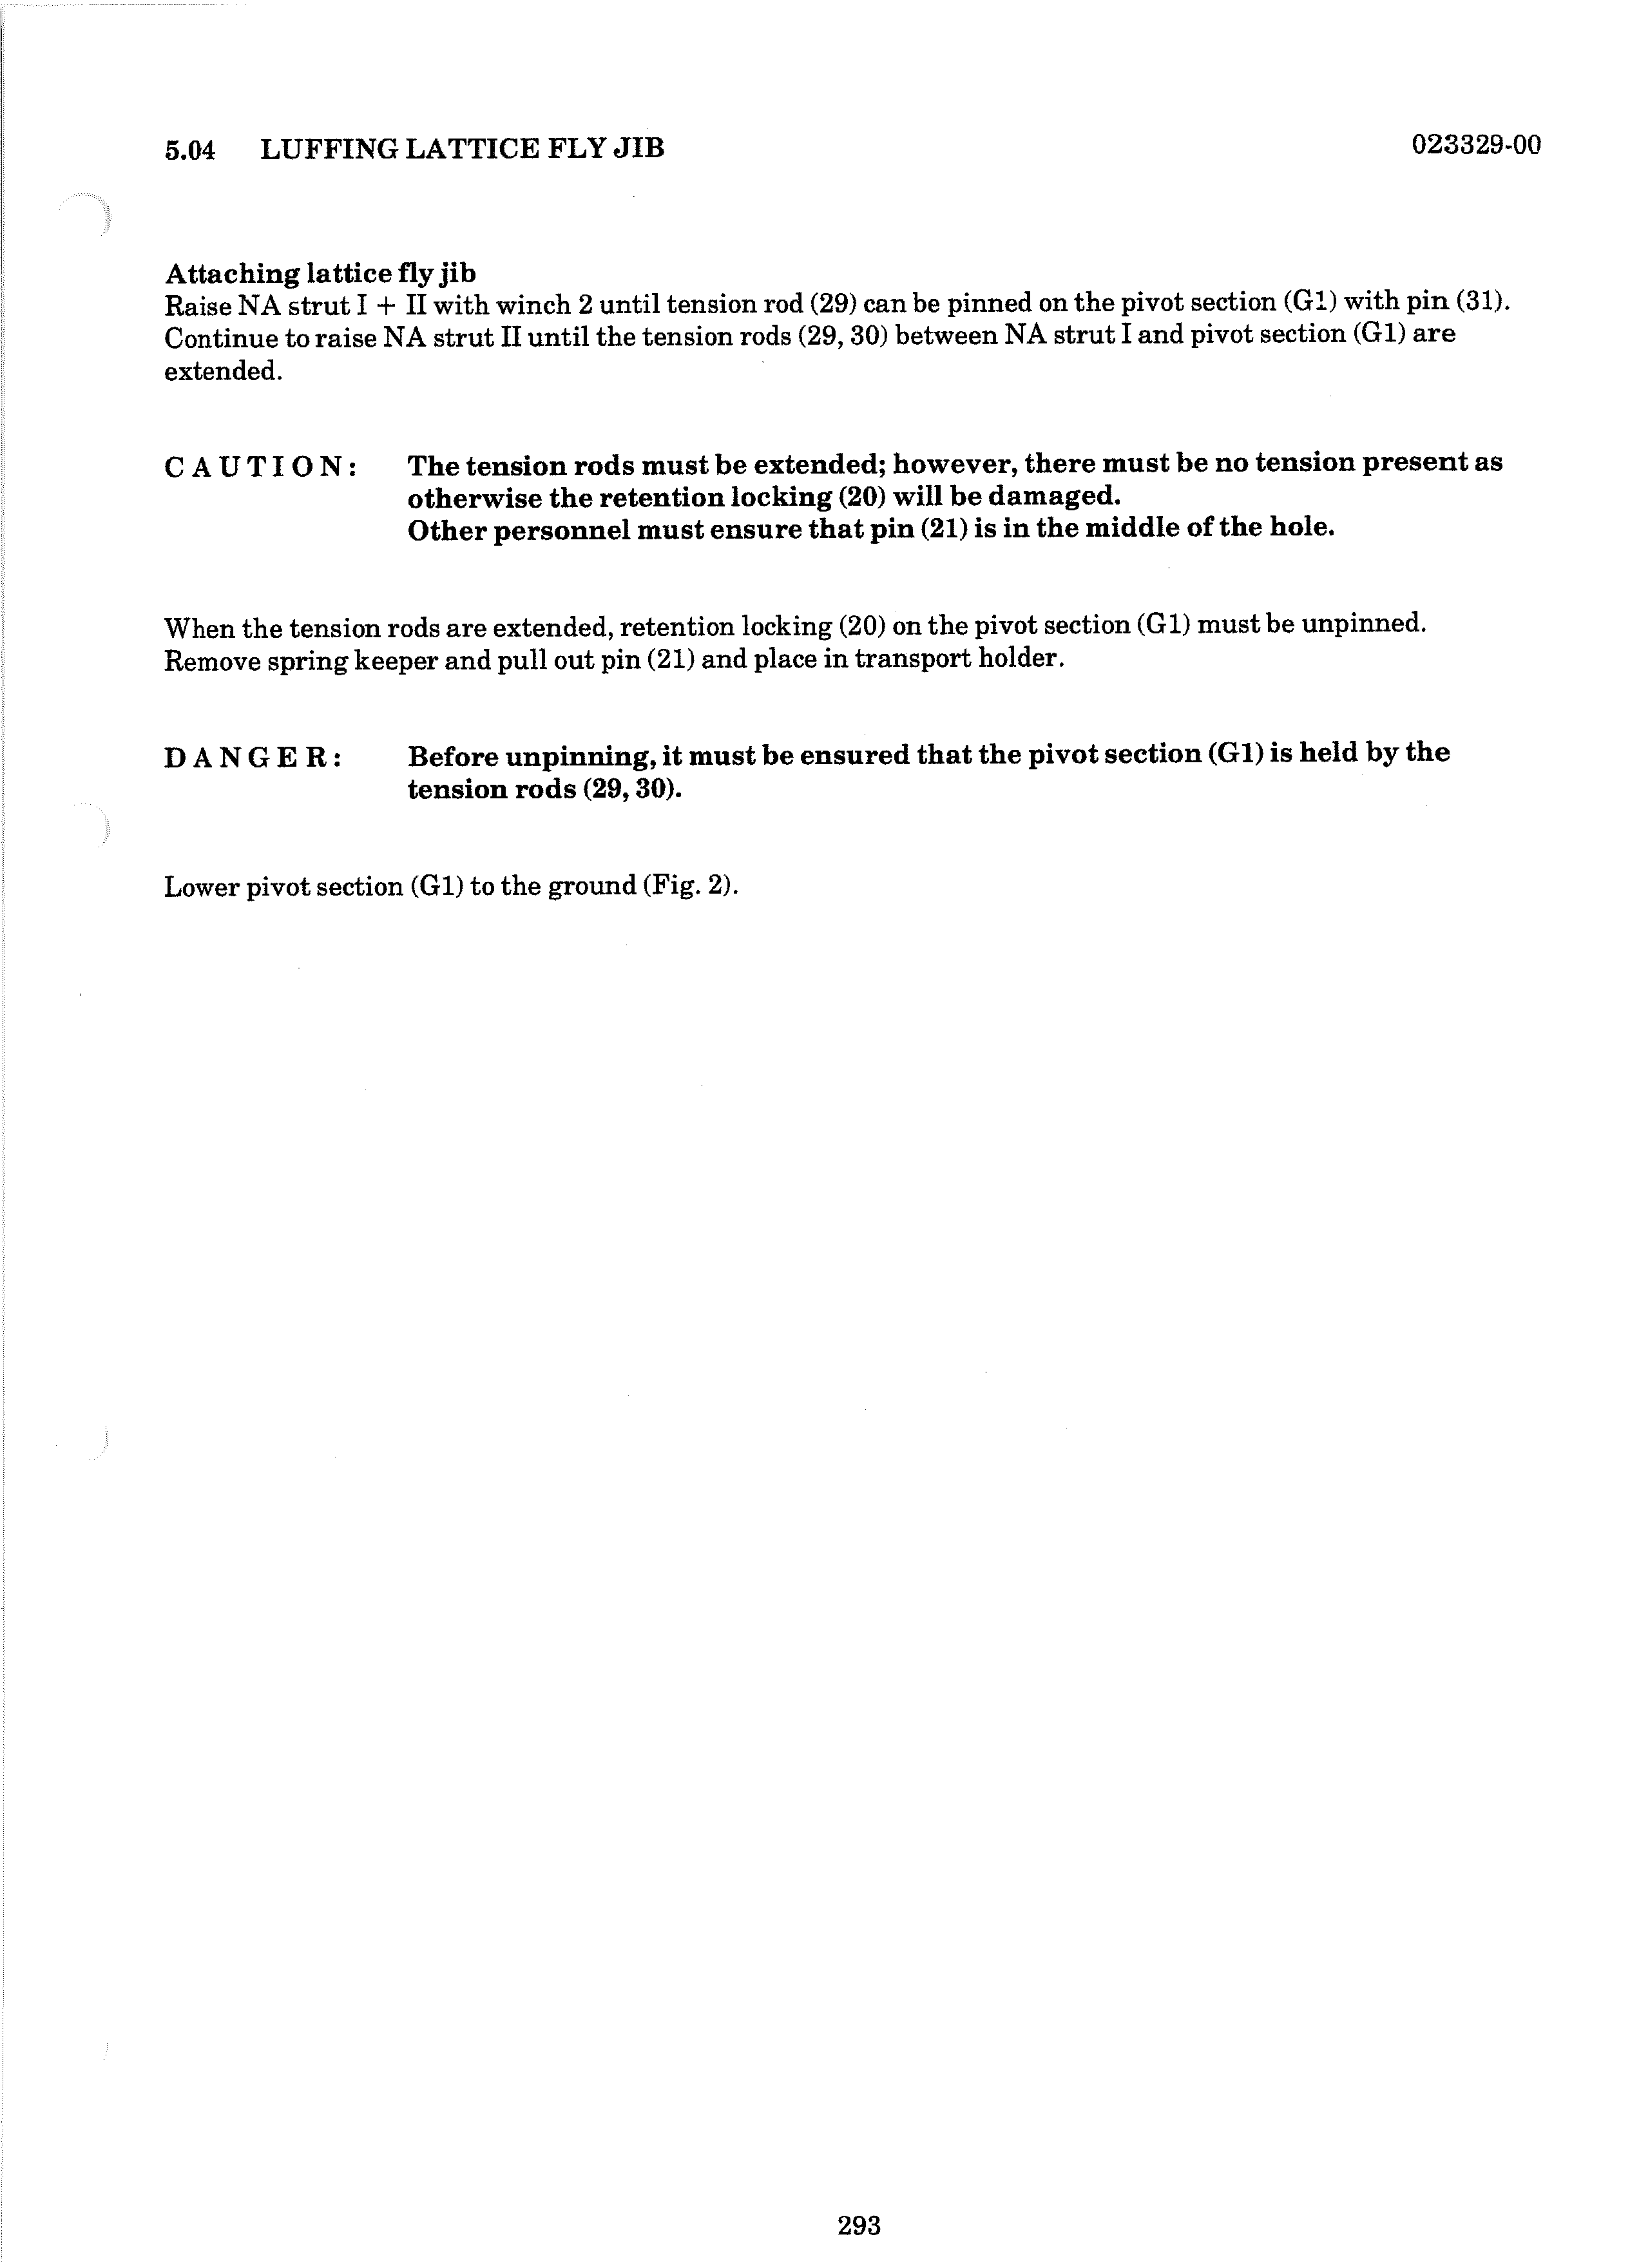 5.04 LUFFING LATTICE FLY JIB 023329-00
Attaching lattice fly jib
Raise NA strut I + II with winch 2 until tension rod (29) can be pinned on the pivot section (G1) with pin (31).
Continue to raise NA strut II until the tension rods (29, 30) between NA strut I and pivot section (G1) are
extended.
CAUTION: The tension rods must be extended; however, there must be no tension present as
otherwise the retention locking (20) will be damaged.
Other personnel must ensure that pin (21) is in the middle of the hole.
When the tension rods are extended, retention locking (20) on the pivot section (G1) must be unpinned.
Remove spring keeper and pull out pin (21) and place in transport holder.
DANGER: Before unpinning, it must be ensured that the pivot section (G1) is held by the
tension rods (29, 30).
Lower pivot section (G1) to the ground (Fig. 2).
293